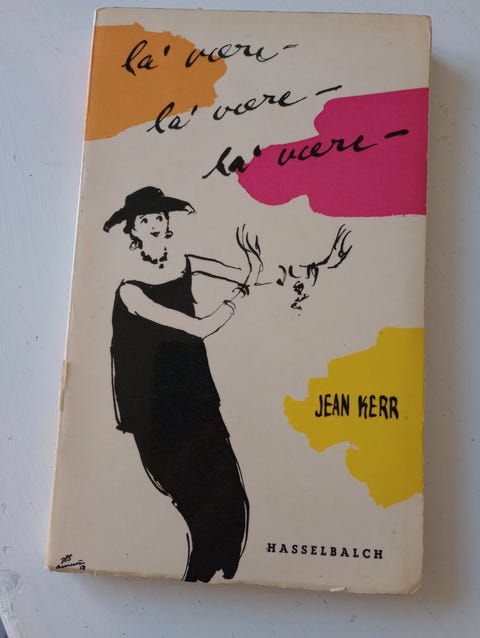 la' være –
la' være –
la' være –
JEAN KERR
HASSELBALCH